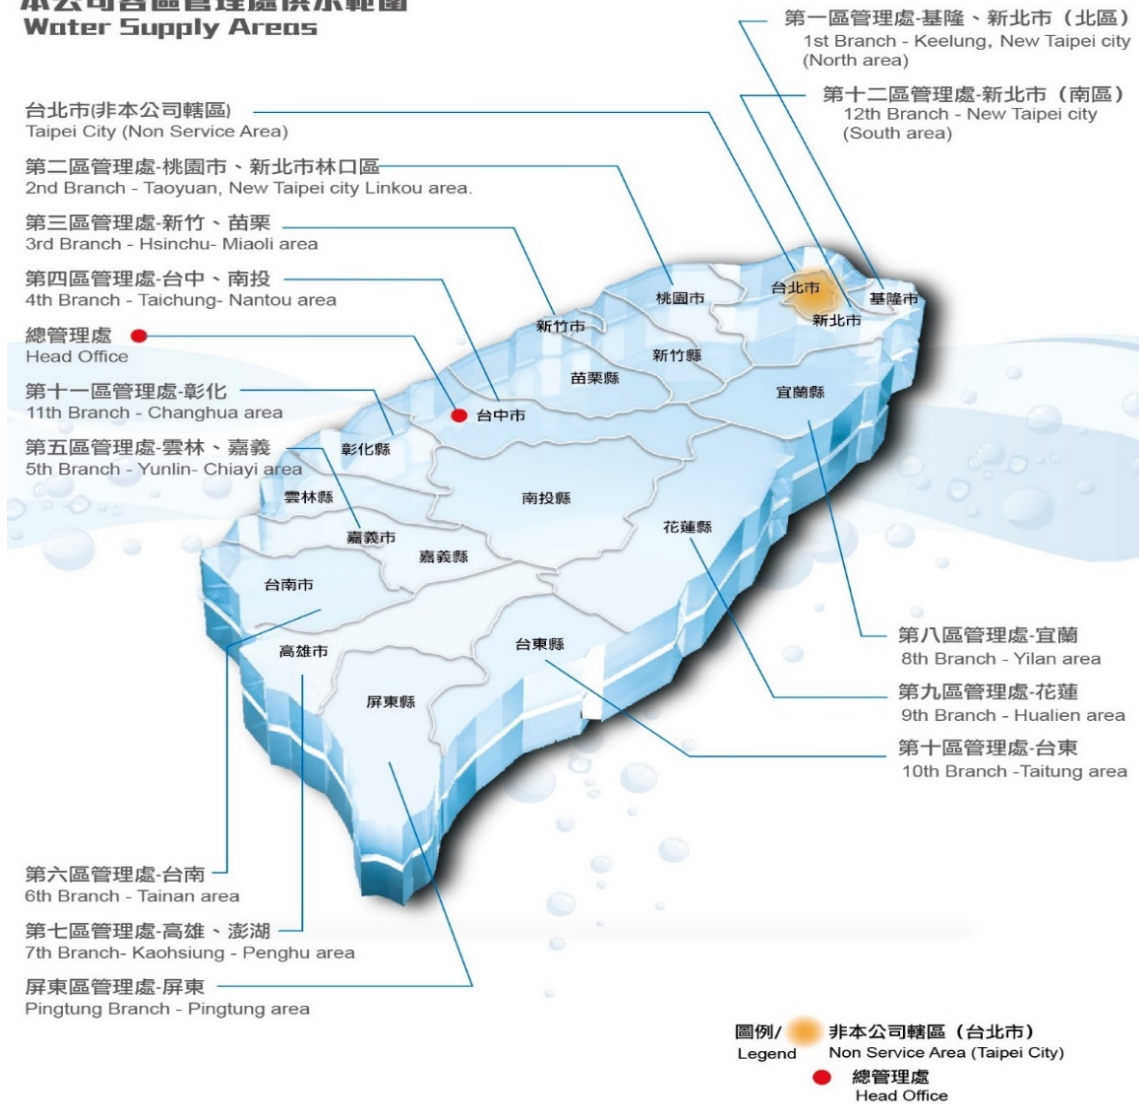 本公司各區管理處供水範圍
Water Supply Areas
第一區管理處-基隆、新北市（北區）
1st Branch - Keelung, New Taipei city
(North area)
第十二區管理處-新北市（南區）
12th Branch - New Taipei city
(South area)
台北市(非本公司轄區)
Taipei City (Non Service Area)
第二區管理處-桃園市、新北市林口區
2nd Branch - Taoyuan, New Taipei city Linkou area.
第三區管理處-新竹、苗栗
3rd Branch - Hsinchu- Miaoli area
第四區管理處-台中、南投
4th Branch - Taichung- Nantou area
總管理處
Head Office
第十一區管理處-彰化
11th Branch - Changhua area
第五區管理處-雲林、嘉義
5th Branch - Yunlin- Chiayi area
台北市
桃園市
基隆市
新北市
新竹市
新竹縣
苗栗縣
宜蘭縣
台中市
彰化縣
雲林縣
南投縣
花蓮縣
嘉義市
嘉義縣
台南市
台東縣
高雄市
屏東縣
第八區管理處-宜蘭
8th Branch - Yilan area
第九區管理處-花蓮
9th Branch - Hualien area
第十區管理處-台東
10th Branch -Taitung area
第六區管理處-台南
6th Branch - Tainan area
第七區管理處-高雄、澎湖
7th Branch- Kaohsiung - Penghu area
屏東區管理處-屏東
Pingtung Branch - Pingtung area
圖例/ 非本公司轄區（台北市）
Legend Non Service Area (Taipei City)
總管理處
Head Office